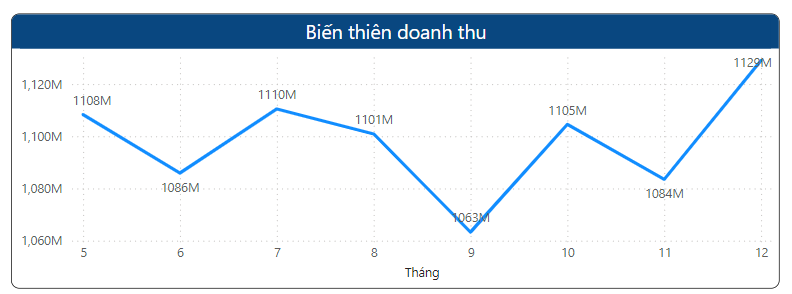 Biến thiên doanh thu
1129M
1,120M
1108M
1110M
1101M
1105M
1,100M
1086M
1084M
1,080M
1063M
1,060M
5 6 7 8 9 10 11 12
Tháng